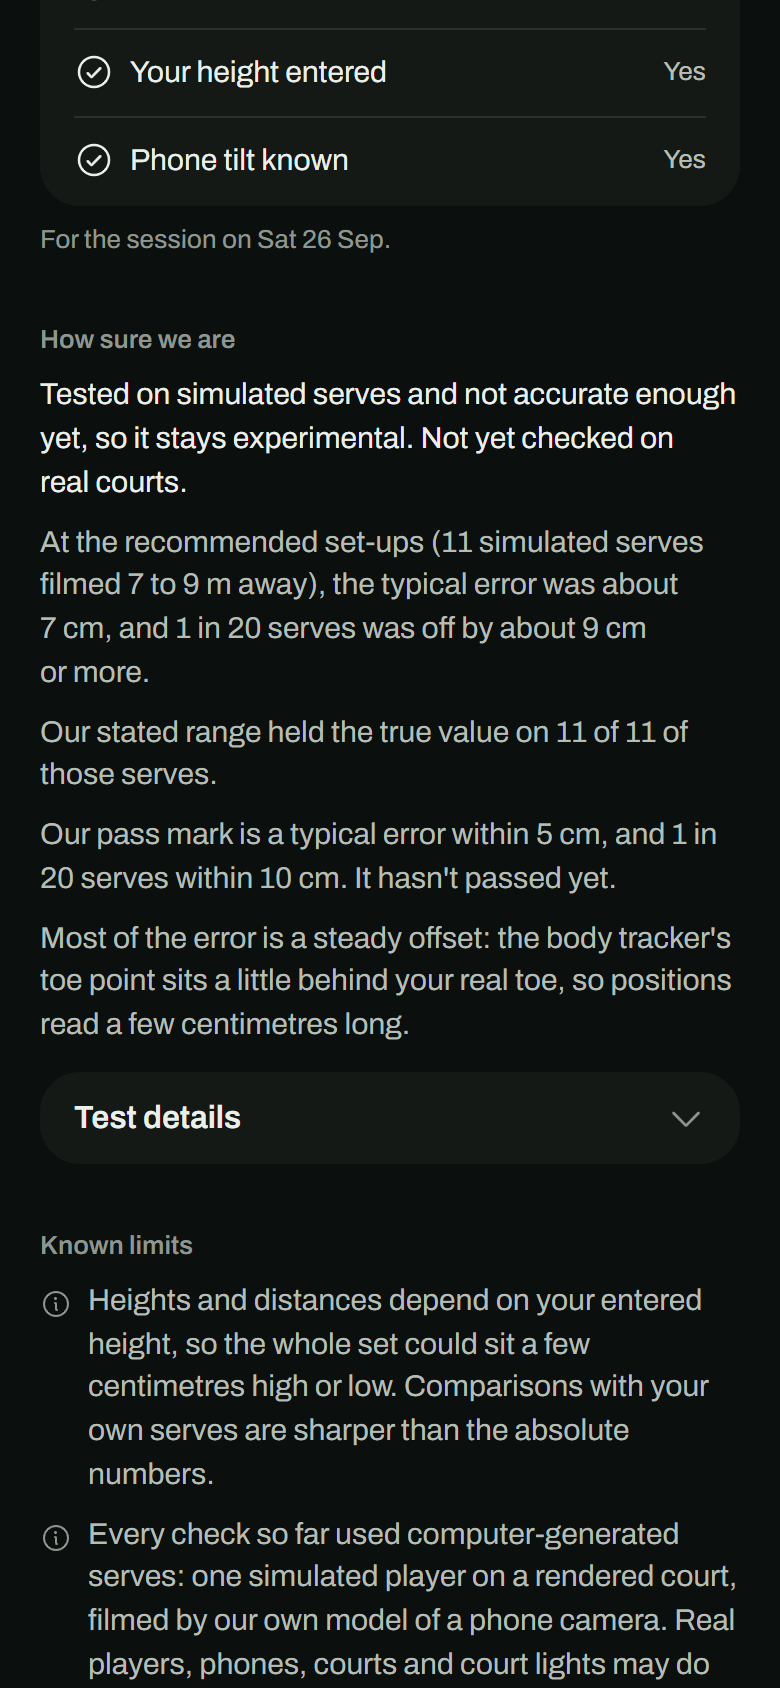 Your height entered Yes
Phone tilt known Yes
For the session on Sat 26 Sep.
How sure we are
Tested on simulated serves and not accurate enough
yet, so it stays experimental. Not yet checked on
real courts.
At the recommended set-ups (11 simulated serves
filmed 7 to 9 m away), the typical error was about
7 cm, and 1 in 20 serves was off by about 9 cm
or more.
Our stated range held the true value on 11 of 11 of
those serves.
Our pass mark is a typical error within 5 cm, and 1 in
20 serves within 10 cm. It hasn't passed yet.
Most of the error is a steady offset: the body tracker's
toe point sits a little behind your real toe, so positions
read a few centimetres long.
Test details
Known limits
Heights and distances depend on your entered
height, so the whole set could sit a few
centimetres high or low. Comparisons with your
own serves are sharper than the absolute
numbers.
Every check so far used computer-generated
serves: one simulated player on a rendered court,
filmed by our own model of a phone camera. Real
players, phones, courts and court lights may do